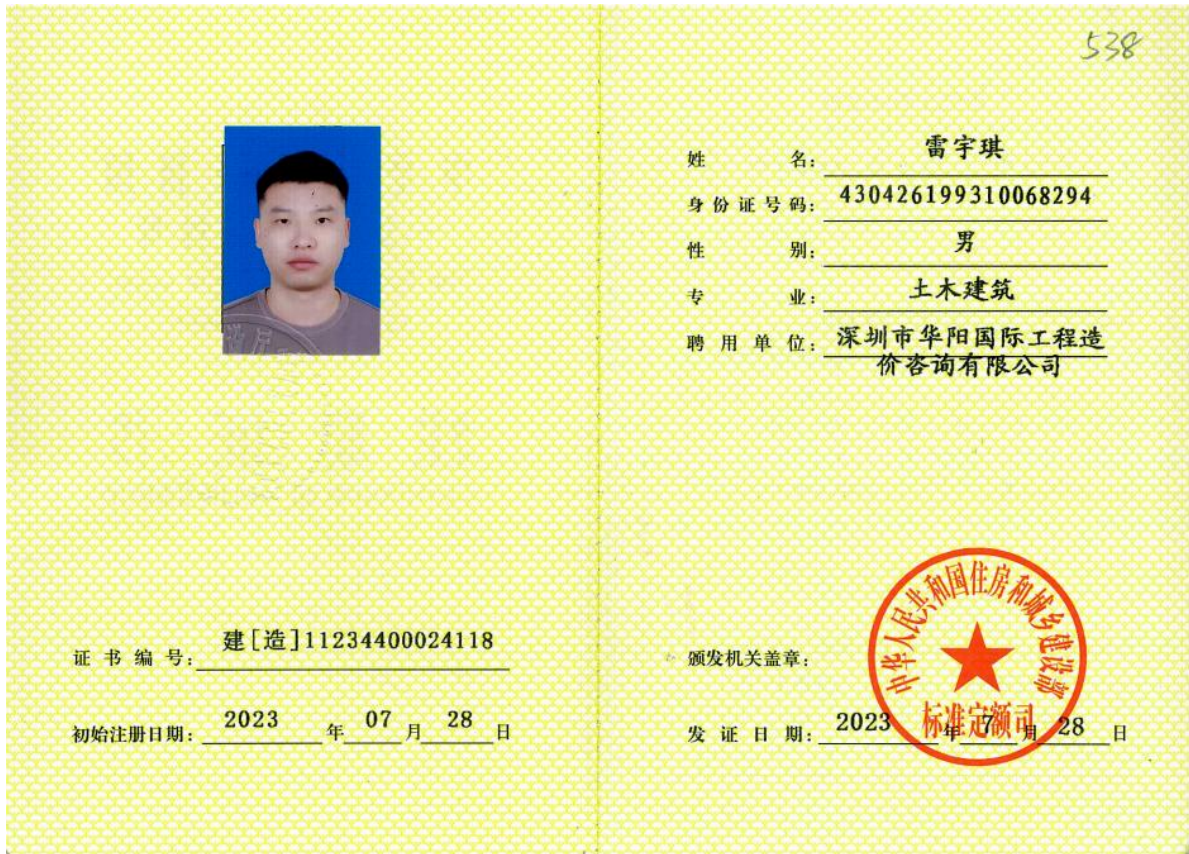 538
姓名：雷宇琪
身份证号码：430426199310068294
性别：男
专业：土木建筑
聘用单位：深圳市华阳国际工程造
价咨询有限公司
证书编号：建[造]11234400024118
初始注册日期：2023年07月28日
颁发机关盖章：
中华人民共和国住房和城乡建设部
标准定额司
发证日期：2023年7月28日